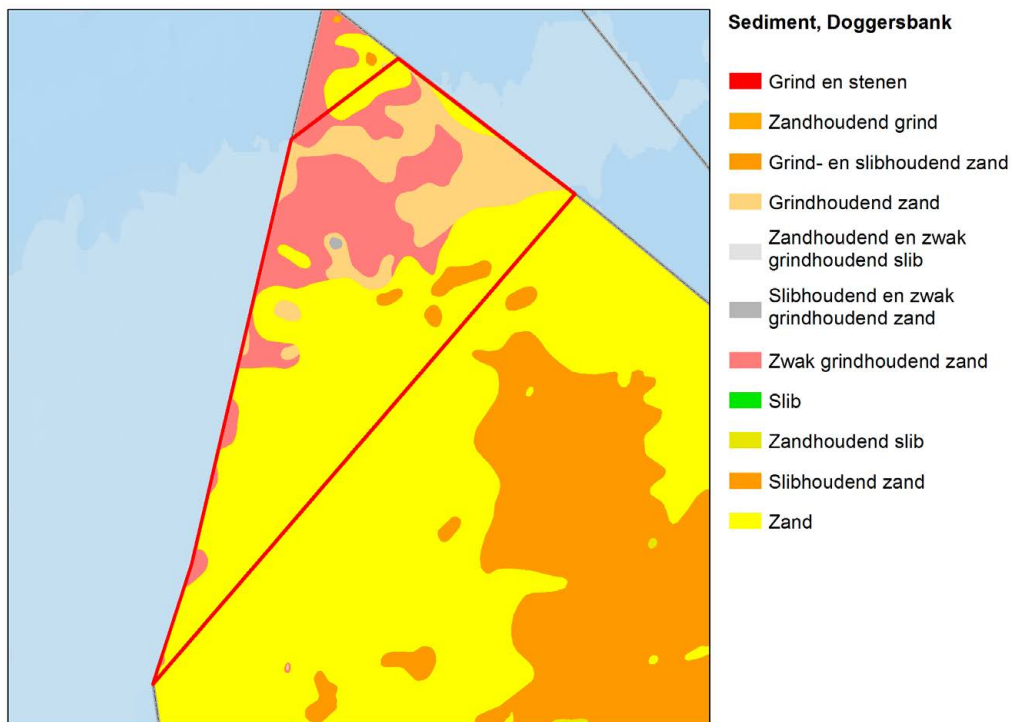 Sediment, Doggersbank
Grind en stenen
Zandhoudend grind
Grind- en slibhoudend zand
Grindhoudend zand
Zandhoudend en zwak
grindhoudend slib
Slibhoudend en zwak
grindhoudend zand
Zwak grindhoudend zand
Slib
Zandhoudend slib
Slibhoudend zand
Zand